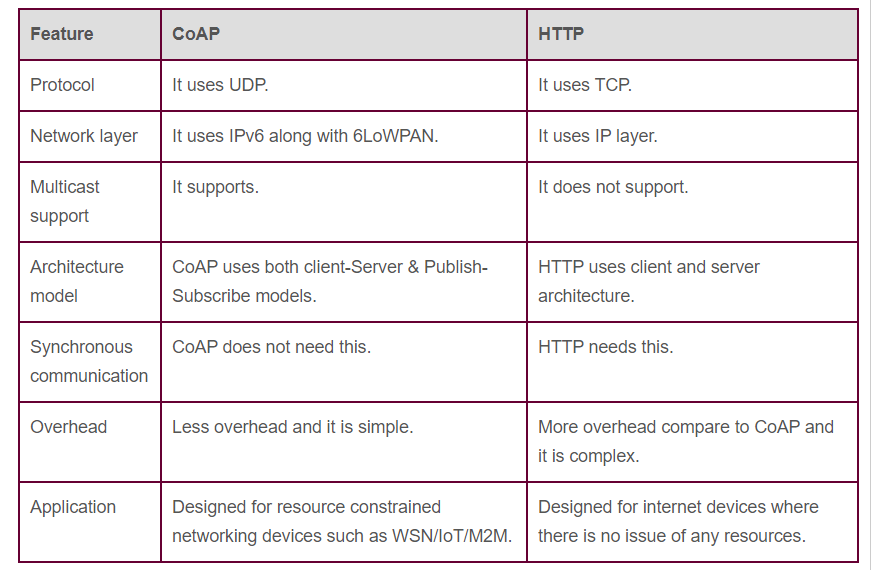 Feature CoAP HTTP
Protocol It uses UDP. It uses TCP.
Network layer It uses IPv6 along with 6LoWPAN. It uses IP layer.
Multicast It supports. It does not support.
support
Architecture CoAP uses both client-Server & Publish- HTTP uses client and server
model Subscribe models. architecture.
Synchronous CoAP does not need this. HTTP needs this.
communication
Overhead Less overhead and it is simple. More overhead compare to CoAP and
it is complex.
Application Designed for resource constrained Designed for internet devices where
networking devices such as WSN/IoT/M2M. there is no issue of any resources.